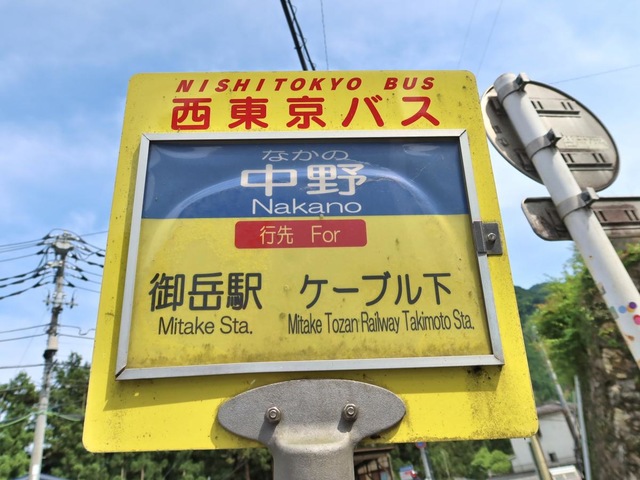 NISHITOKYO BUS
西東京バス
なかの
中野
Nakano
行先 For
御岳駅 ケーブル下
Mitake Sta. Mitake Tozan Railway Takimoto Sta.